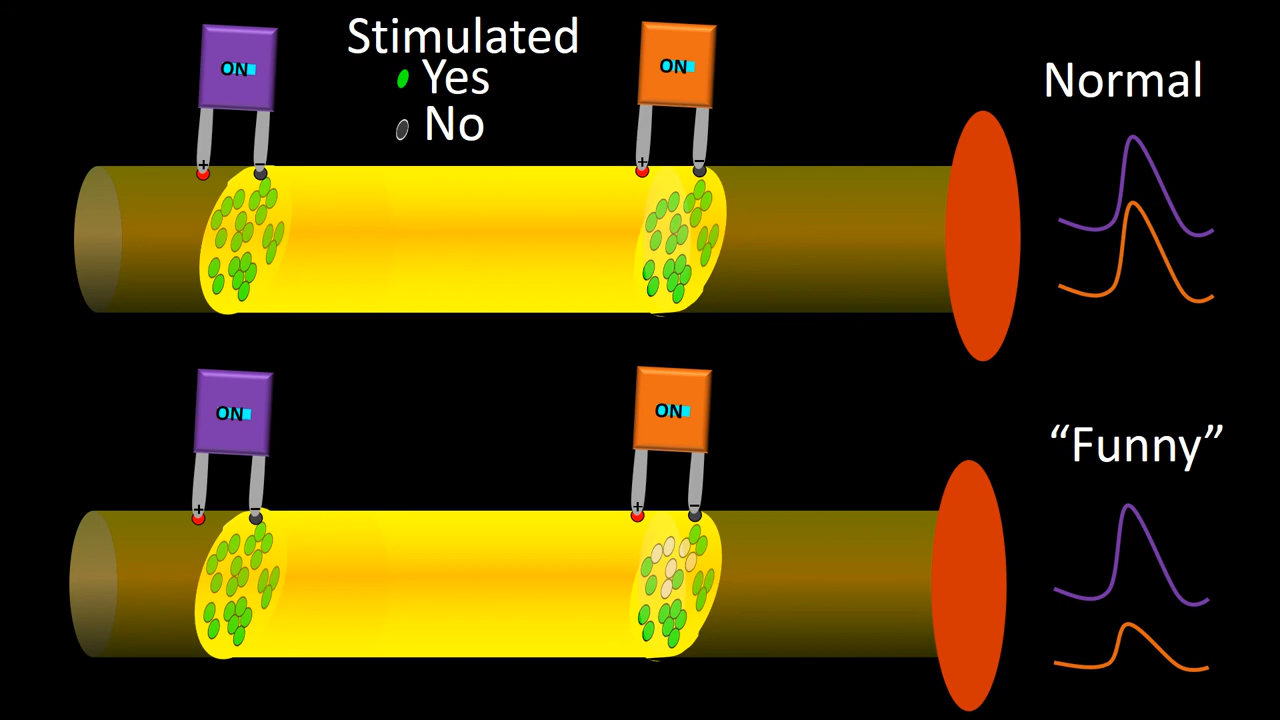 Stimulated
Yes
No
Normal
ON
ON
+
−
+
−
“Funny”
ON
ON
+
−
+
−